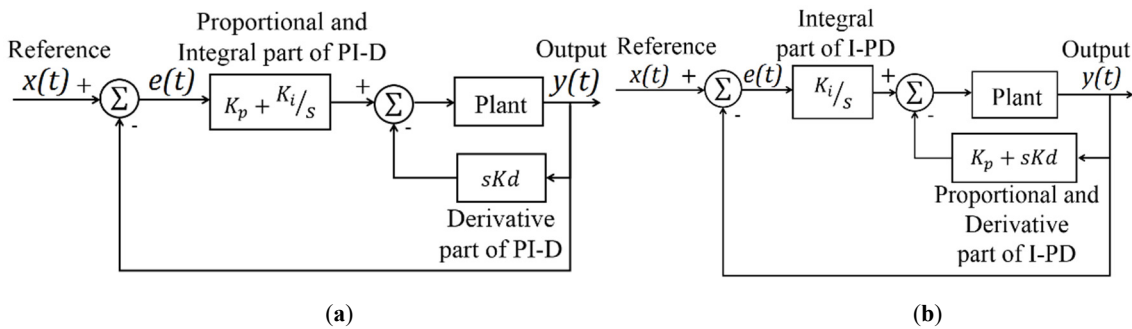 Proportional and
Integral part of PI-D
Reference
Output
x(t) +
e(t)
K_p + K_i/s
+
Σ
Σ
Plant
y(t)
-
-
sKd
Derivative
part of PI-D
(a)
Integral
part of I-PD
Reference
Output
x(t) +
e(t)
K_i/s
+
Σ
Σ
Plant
y(t)
-
-
K_p + sKd
Proportional and
Derivative
part of I-PD
(b)